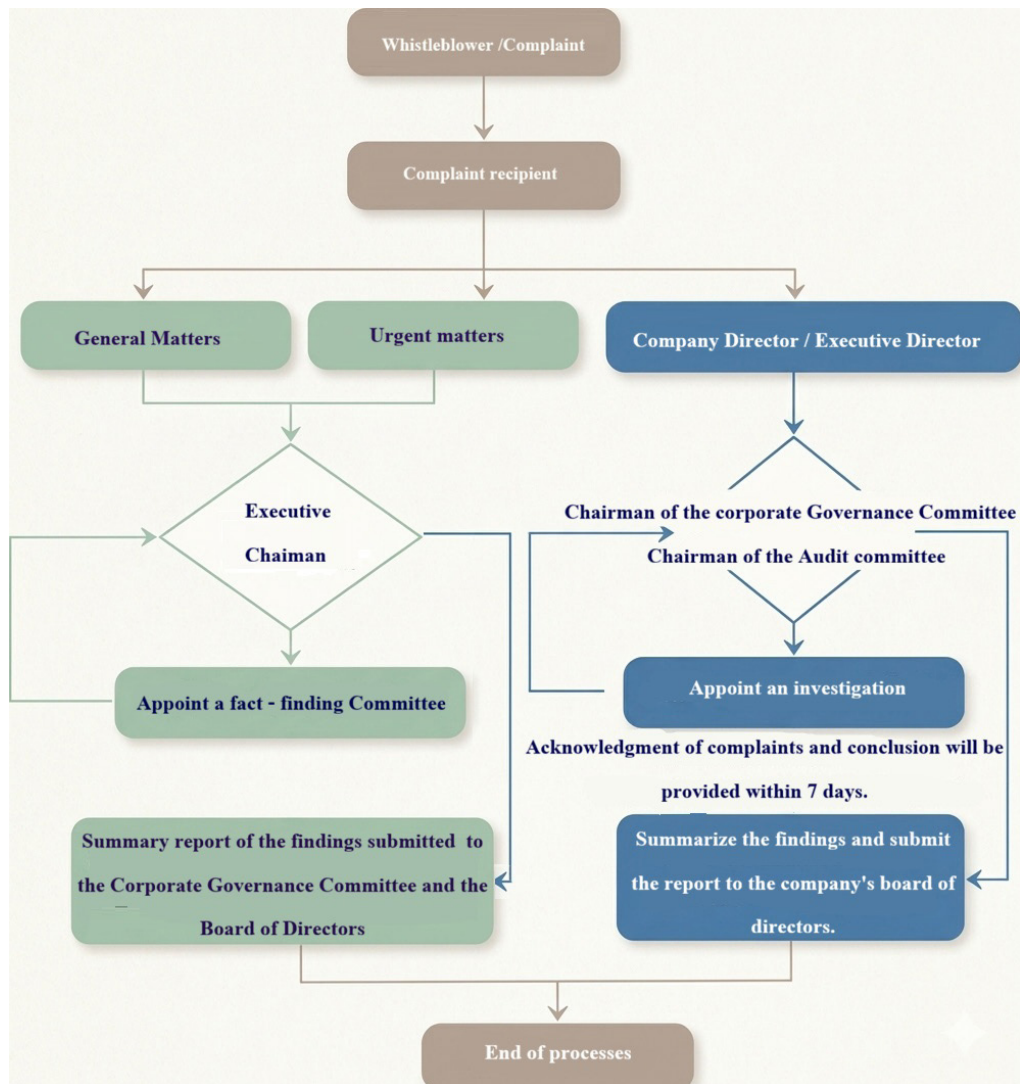 Whistleblower /Complaint
Complaint recipient
General Matters
Urgent matters
Company Director / Executive Director
Executive
Chaiman
Chairman of the corporate Governance Committee
Chairman of the Audit committee
Appoint a fact - finding Committee
Appoint an investigation
Acknowledgment of complaints and conclusion will be
provided within 7 days.
Summary report of the findings submitted to
the Corporate Governance Committee and the
Board of Directors
Summarize the findings and submit
the report to the company's board of
directors.
End of processes